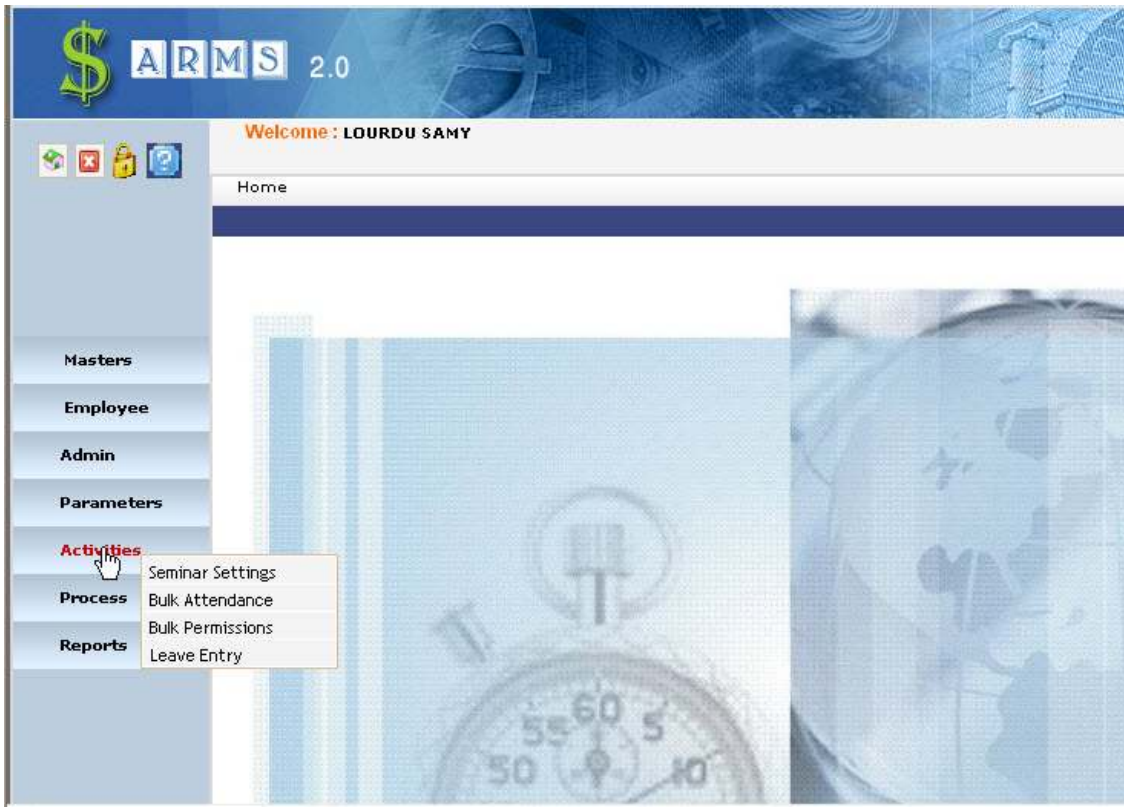 $ ARMS 2.0
Welcome : LOURDU SAMY
Home
Masters
Employee
Admin
Parameters
Activities
Seminar Settings
Process
Bulk Attendance
Bulk Permissions
Reports
Leave Entry
60
55 5
50 10